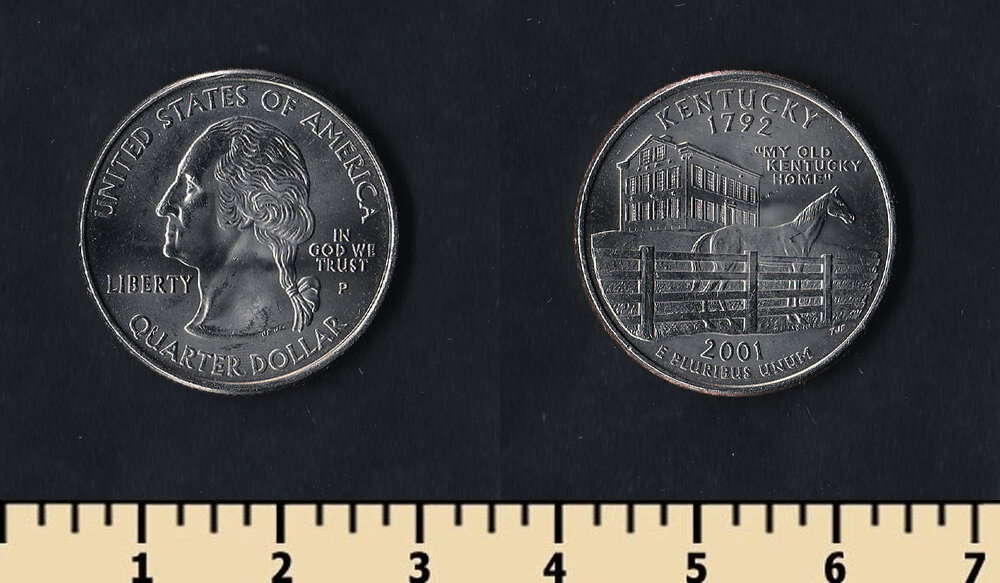 UNITED STATES OF AMERICA
LIBERTY
IN
GOD WE
TRUST
P
QUARTER DOLLAR
KENTUCKY
1792
"MY OLD
KENTUCKY
HOME"
2001
E PLURIBUS UNUM
TJF
1 2 3 4 5 6 7